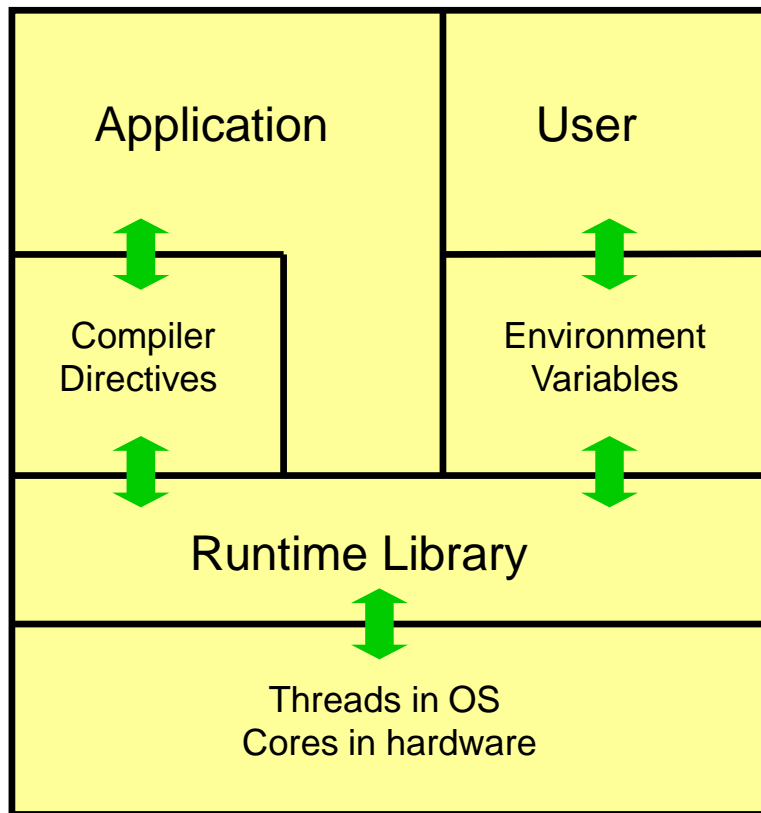 Application
User
Compiler
Directives
Environment
Variables
Runtime Library
Threads in OS
Cores in hardware